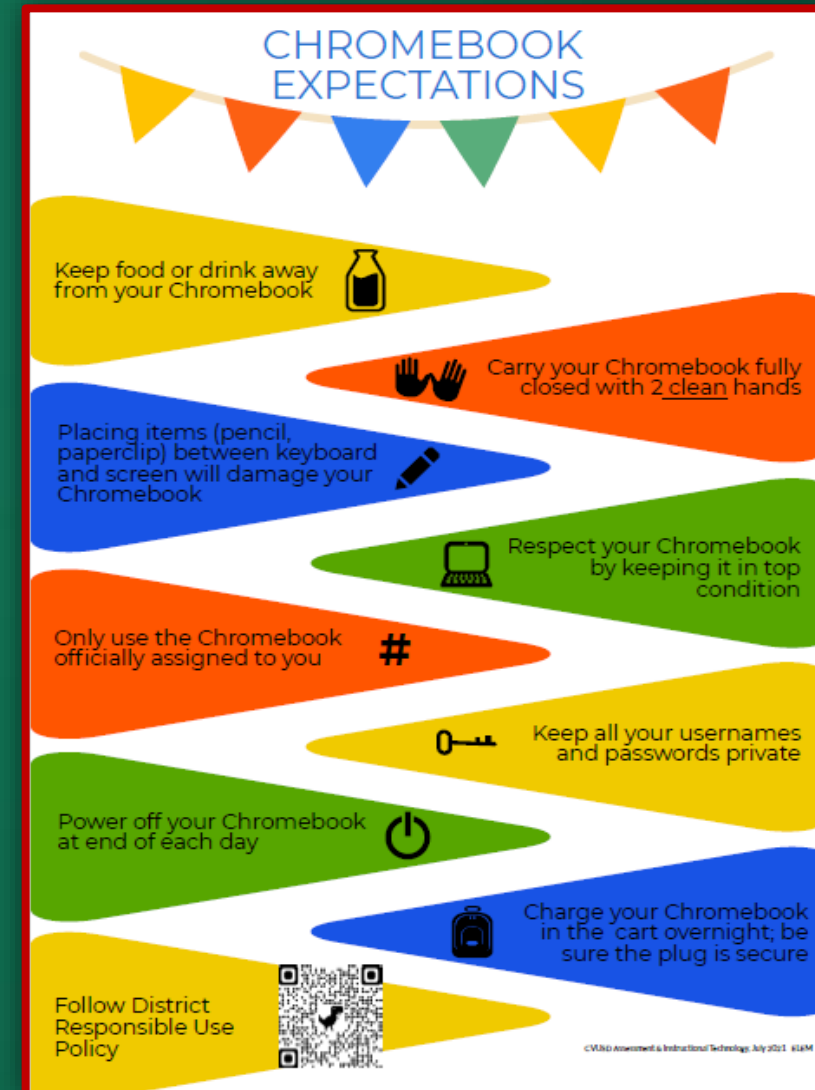 CHROMEBOOK
EXPECTATIONS
Keep food or drink away
from your Chromebook
Carry your Chromebook fully
closed with 2 clean hands
Placing items (pencil,
paperclip) between keyboard
and screen will damage your
Chromebook
Respect your Chromebook
by keeping it in top
condition
Only use the Chromebook
officially assigned to you
#
Keep all your usernames
and passwords private
Power off your Chromebook
at end of each day
Charge your Chromebook
in the cart overnight; be
sure the plug is secure
Follow District
Responsible Use
Policy
CVUSD Assessment & Instructional Technology, July 2021